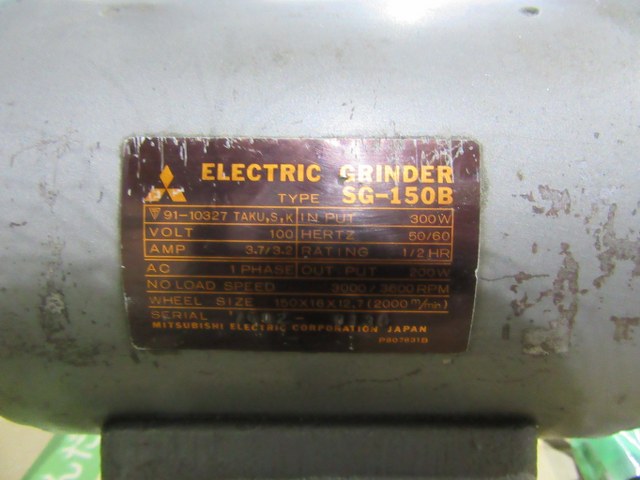 ELECTRIC GRINDER
TYPE SG-150B
91-10327 TAKU,S,K IN PUT 300W
VOLT 100 HERTZ 50/60
AMP 3.7/3.2 RATING 1/2 HR
AC 1 PHASE OUT PUT 200W
NO LOAD SPEED 3000/3600 RPM
WHEEL SIZE 150×16×12.7 (2000 m/min.)
SERIAL
MITSUBISHI ELECTRIC CORPORATION JAPAN
P807631B